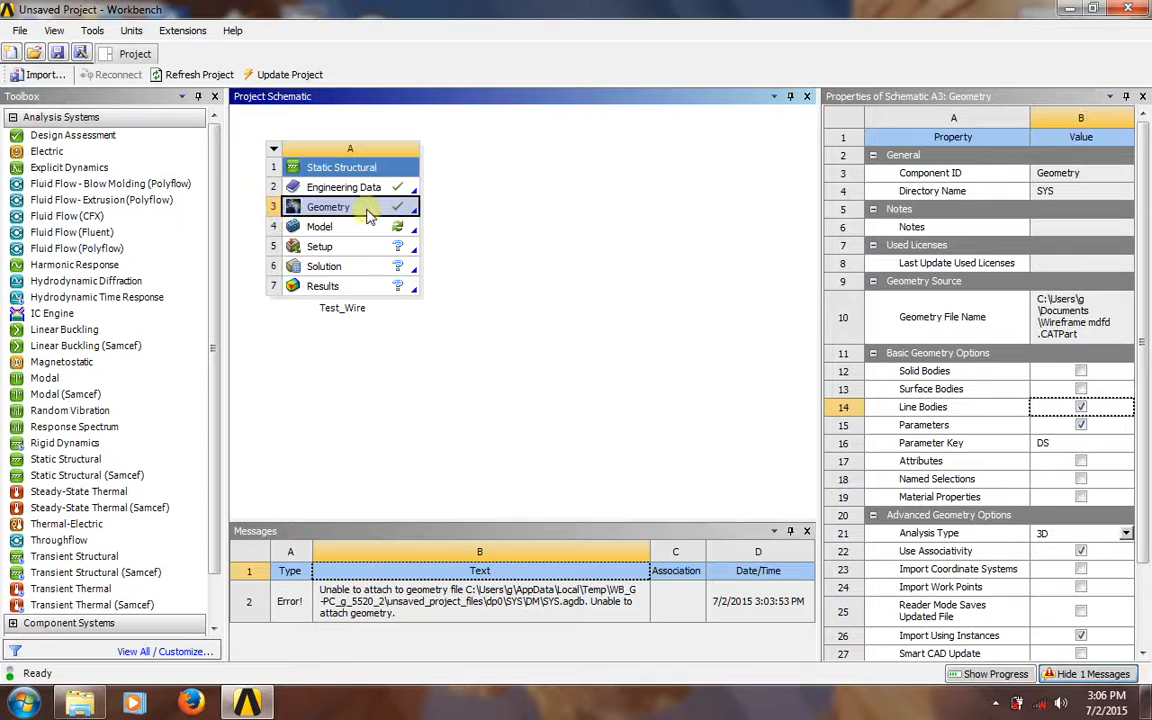 Unsaved Project - Workbench
File View Tools Units Extensions Help
Project
Import... Reconnect Refresh Project Update Project
Toolbox
Analysis Systems
Design Assessment
Electric
Explicit Dynamics
Fluid Flow - Blow Molding (Polyflow)
Fluid Flow- Extrusion (Polyflow)
Fluid Flow (CFX)
Fluid Flow (Fluent)
Fluid Flow (Polyflow)
Harmonic Response
Hydrodynamic Diffraction
Hydrodynamic Time Response
IC Engine
Linear Buckling
Linear Buckling (Samcef)
Magnetostatic
Modal
Modal (Samcef)
Random Vibration
Response Spectrum
Rigid Dynamics
Static Structural
Static Structural (Samcef)
Steady-State Thermal
Steady-State Thermal (Samcef)
Thermal-Electric
Throughflow
Transient Structural
Transient Structural (Samcef)
Transient Thermal
Transient Thermal (Samcef)
Component Systems
View All / Customize...
Project Schematic
A
1 Static Structural
2 Engineering Data
3 Geometry
4 Model
5 Setup ?
6 Solution ?
7 Results ?
Test_Wire
Messages
A B C D
1 Type Text Association Date/Time
2 Error! Unable to attach to geometry file C:\Users\g\AppData\Local\Temp\WB_G
-PC_g_5520_2\unsaved_project_files\dp0\SYS\DM\SYS.agdb. Unable to
attach geometry.
7/2/2015 3:03:53 PM
Properties of Schematic A3: Geometry
A B
1 Property Value
2 General
3 Component ID Geometry
4 Directory Name SYS
5 Notes
6 Notes
7 Used Licenses
8 Last Update Used Licenses
9 Geometry Source
10 Geometry File Name C:\Users\g
\Documents
\Wireframe mdfd
.CATPart
11 Basic Geometry Options
12 Solid Bodies
13 Surface Bodies
14 Line Bodies
15 Parameters
16 Parameter Key DS
17 Attributes
18 Named Selections
19 Material Properties
20 Advanced Geometry Options
21 Analysis Type 3D
22 Use Associativity
23 Import Coordinate Systems
24 Import Work Points
25 Reader Mode Saves
Updated File
26 Import Using Instances
27 Smart CAD Update
Ready
Show Progress Hide 1 Messages
3:06 PM
7/2/2015